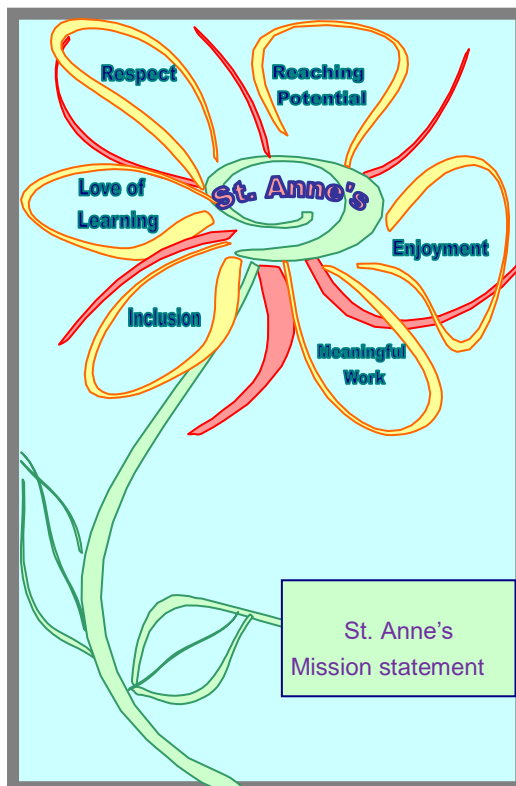 Respect
Reaching
Potential
St. Anne's
Love of
Learning
Enjoyment
Inclusion
Meaningful
Work
St. Anne’s
Mission statement